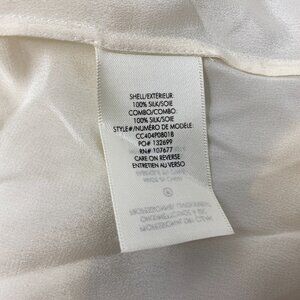 SHELL/EXTÉRIEUR:
100% SILK/SOIE
COMBO/COMBO:
100% SILK/SOIE
STYLE#/NUMÉRO DE MODÈLE:
CC404P08018
PO# 132699
RN# 107677
CARE ON REVERSE
ENTRETIEN AU VERSO